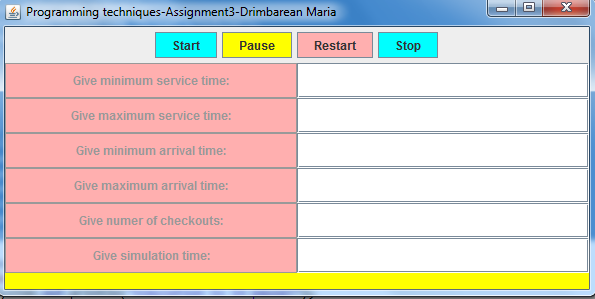 Programming techniques-Assignment3-Drimbarean Maria
Start Pause Restart Stop
Give minimum service time:
Give maximum service time:
Give minimum arrival time:
Give maximum arrival time:
Give numer of checkouts:
Give simulation time: